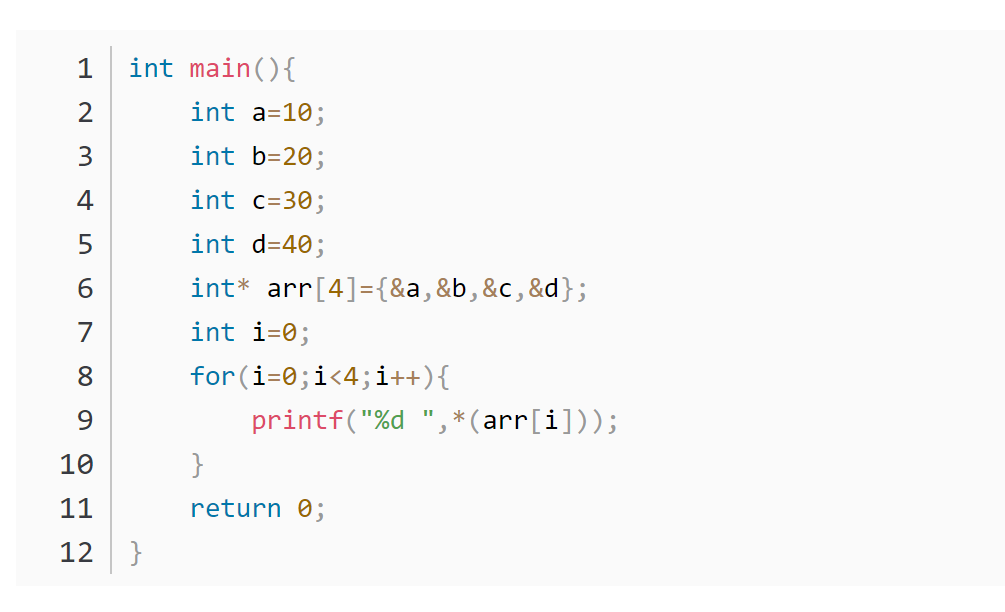 1 int main(){
2     int a=10;
3     int b=20;
4     int c=30;
5     int d=40;
6     int* arr[4]={&a,&b,&c,&d};
7     int i=0;
8     for(i=0;i<4;i++){
9         printf("%d ",*(arr[i]));
10     }
11     return 0;
12 }